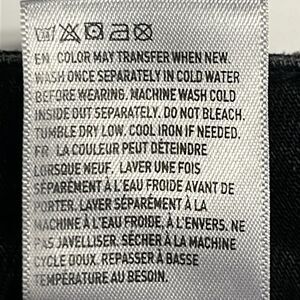 EN COLOR MAY TRANSFER WHEN NEW.
WASH ONCE SEPARATELY IN COLD WATER
BEFORE WEARING. MACHINE WASH COLD
INSIDE OUT SEPARATELY. DO NOT BLEACH.
TUMBLE DRY LOW. COOL IRON IF NEEDED.
FR LA COULEUR PEUT DÉTEINDRE
LORSQUE NEUF. LAVER UNE FOIS
SÉPARÉMENT À L'EAU FROIDE AVANT DE
PORTER. LAVER SÉPARÉMENT À LA
MACHINE À L'EAU FROIDE, À L'ENVERS. NE
PAS JAVELLISER. SÉCHER À LA MACHINE
CYCLE DOUX. REPASSER À BASSE
TEMPÉRATURE AU BESOIN.